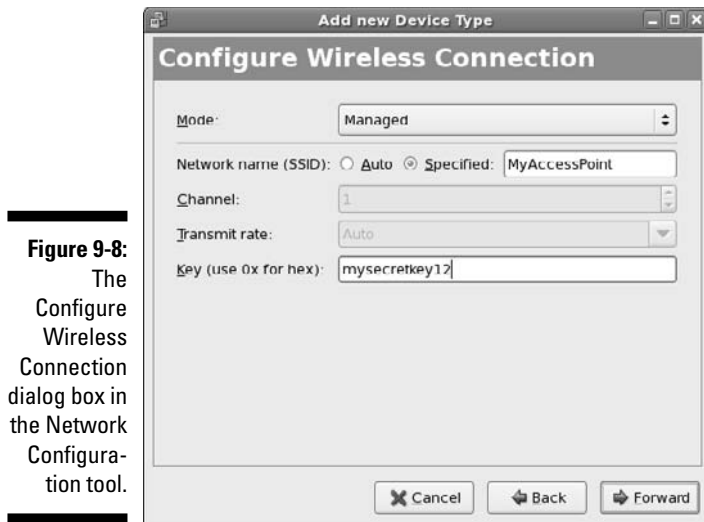 Add new Device Type
Configure Wireless Connection
Mode: Managed
Network name (SSID): Auto Specified: MyAccessPoint
Channel: 1
Transmit rate: Auto
Key (use 0x for hex): mysecretkey12
Cancel Back Forward
Figure 9-8:
The
Configure
Wireless
Connection
dialog box in
the Network
Configura-
tion tool.